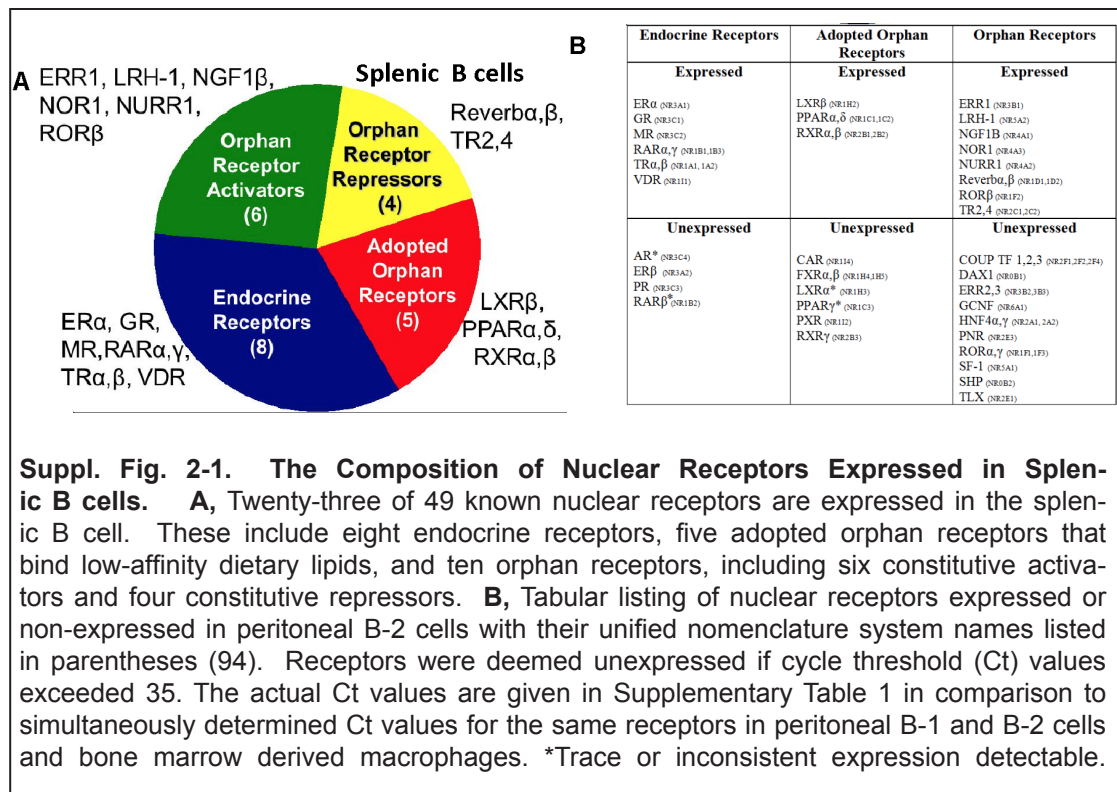 A
ERR1, LRH-1, NGF1β,
NOR1, NURR1,
RORβ
Splenic B cells
Reverbα,β,
TR2,4
Orphan
Receptor
Activators
(6)
Orphan
Receptor
Repressors
(4)
Adopted
Orphan
Receptors
(5)
Endocrine
Receptors
(8)
ERα, GR,
MR,RARα,γ,
TRα,β, VDR
LXRβ,
PPARα,δ,
RXRα,β
B
Endocrine Receptors
Adopted Orphan
Receptors
Orphan Receptors
Expressed
Expressed
Expressed
ERα (NR3A1)
GR (NR3C1)
MR (NR3C2)
RARα,γ (NR1B1,1B3)
TRα,β (NR1A1, 1A2)
VDR (NR1I1)
LXRβ (NR1H2)
PPARα,δ (NR1C1,1C2)
RXRα,β (NR2B1,2B2)
ERR1 (NR3B1)
LRH-1 (NR5A2)
NGF1B (NR4A1)
NOR1 (NR4A3)
NURR1 (NR4A2)
Reverbα,β (NR1D1,1D2)
RORβ (NR1F2)
TR2,4 (NR2C1,2C2)
Unexpressed
Unexpressed
Unexpressed
AR* (NR3C4)
ERβ (NR3A2)
PR (NR3C3)
RARβ* (NR1B2)
CAR (NR1I4)
FXRα,β (NR1H4,1H5)
LXRα* (NR1H3)
PPARγ* (NR1C3)
PXR (NR1I2)
RXRγ (NR2B3)
COUP TF 1,2,3 (NR2F1,2F2,2F4)
DAX1 (NR0B1)
ERR2,3 (NR3B2,3B3)
GCNF (NR6A1)
HNF4α,γ (NR2A1, 2A2)
PNR (NR2E3)
RORα,γ (NR1F1,1F3)
SF-1 (NR5A1)
SHP (NR0B2)
TLX (NR2E1)
Suppl. Fig. 2-1. The Composition of Nuclear Receptors Expressed in Splen-
ic B cells. A, Twenty-three of 49 known nuclear receptors are expressed in the splen-
ic B cell. These include eight endocrine receptors, five adopted orphan receptors that
bind low-affinity dietary lipids, and ten orphan receptors, including six constitutive activa-
tors and four constitutive repressors. B, Tabular listing of nuclear receptors expressed or
non-expressed in peritoneal B-2 cells with their unified nomenclature system names listed
in parentheses (94). Receptors were deemed unexpressed if cycle threshold (Ct) values
exceeded 35. The actual Ct values are given in Supplementary Table 1 in comparison to
simultaneously determined Ct values for the same receptors in peritoneal B-1 and B-2 cells
and bone marrow derived macrophages. *Trace or inconsistent expression detectable.